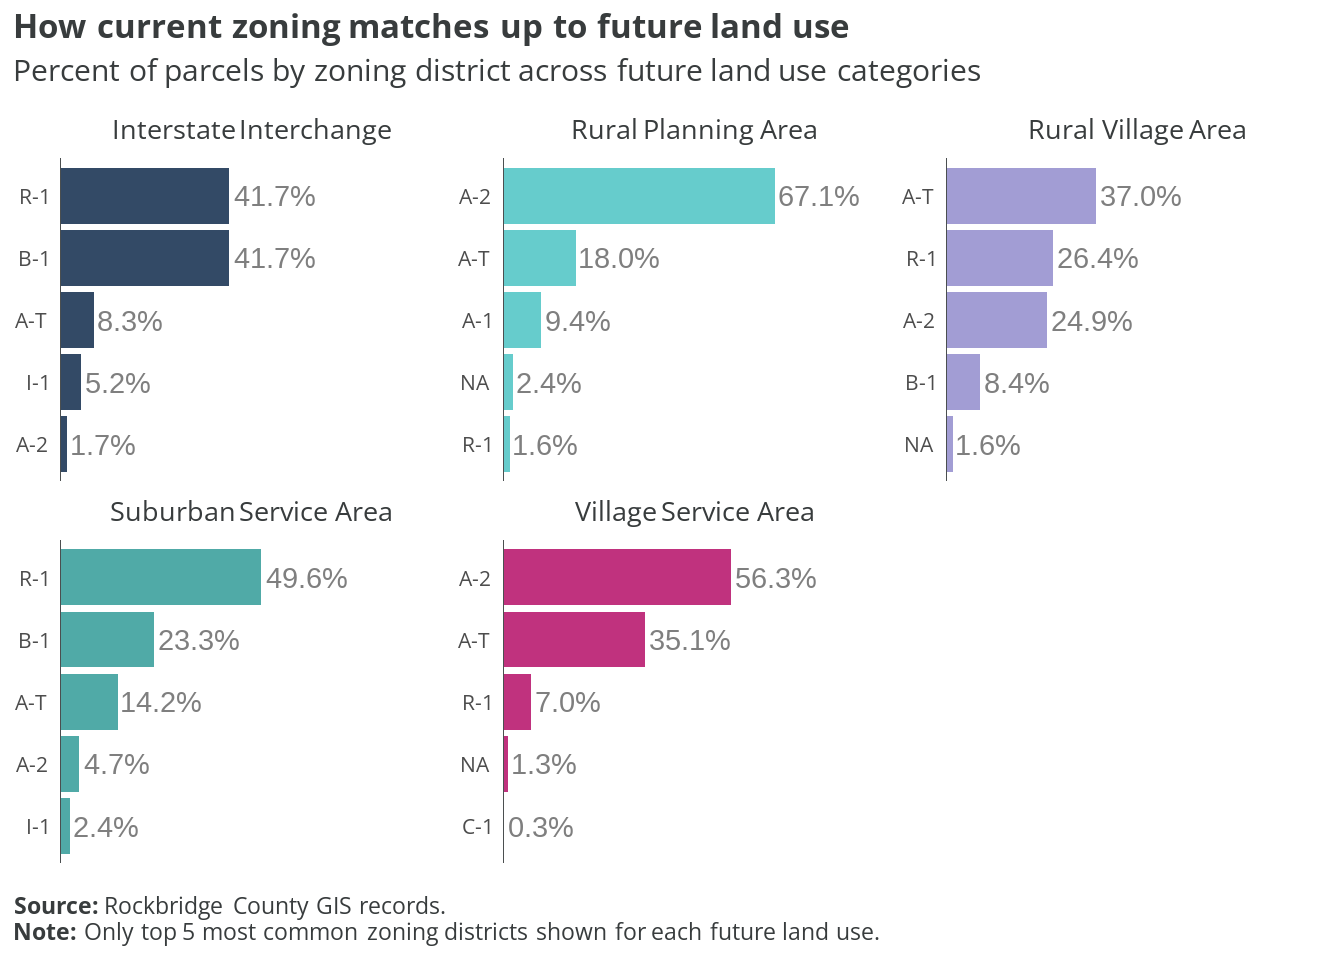 How current zoning matches up to future land use
Percent of parcels by zoning district across future land use categories
Interstate Interchange
R-1 41.7%
B-1 41.7%
A-T 8.3%
I-1 5.2%
A-2 1.7%
Rural Planning Area
A-2 67.1%
A-T 18.0%
A-1 9.4%
NA 2.4%
R-1 1.6%
Rural Village Area
A-T 37.0%
R-1 26.4%
A-2 24.9%
B-1 8.4%
NA 1.6%
Suburban Service Area
R-1 49.6%
B-1 23.3%
A-T 14.2%
A-2 4.7%
I-1 2.4%
Village Service Area
A-2 56.3%
A-T 35.1%
R-1 7.0%
NA 1.3%
C-1 0.3%
Source: Rockbridge County GIS records.
Note: Only top 5 most common zoning districts shown for each future land use.